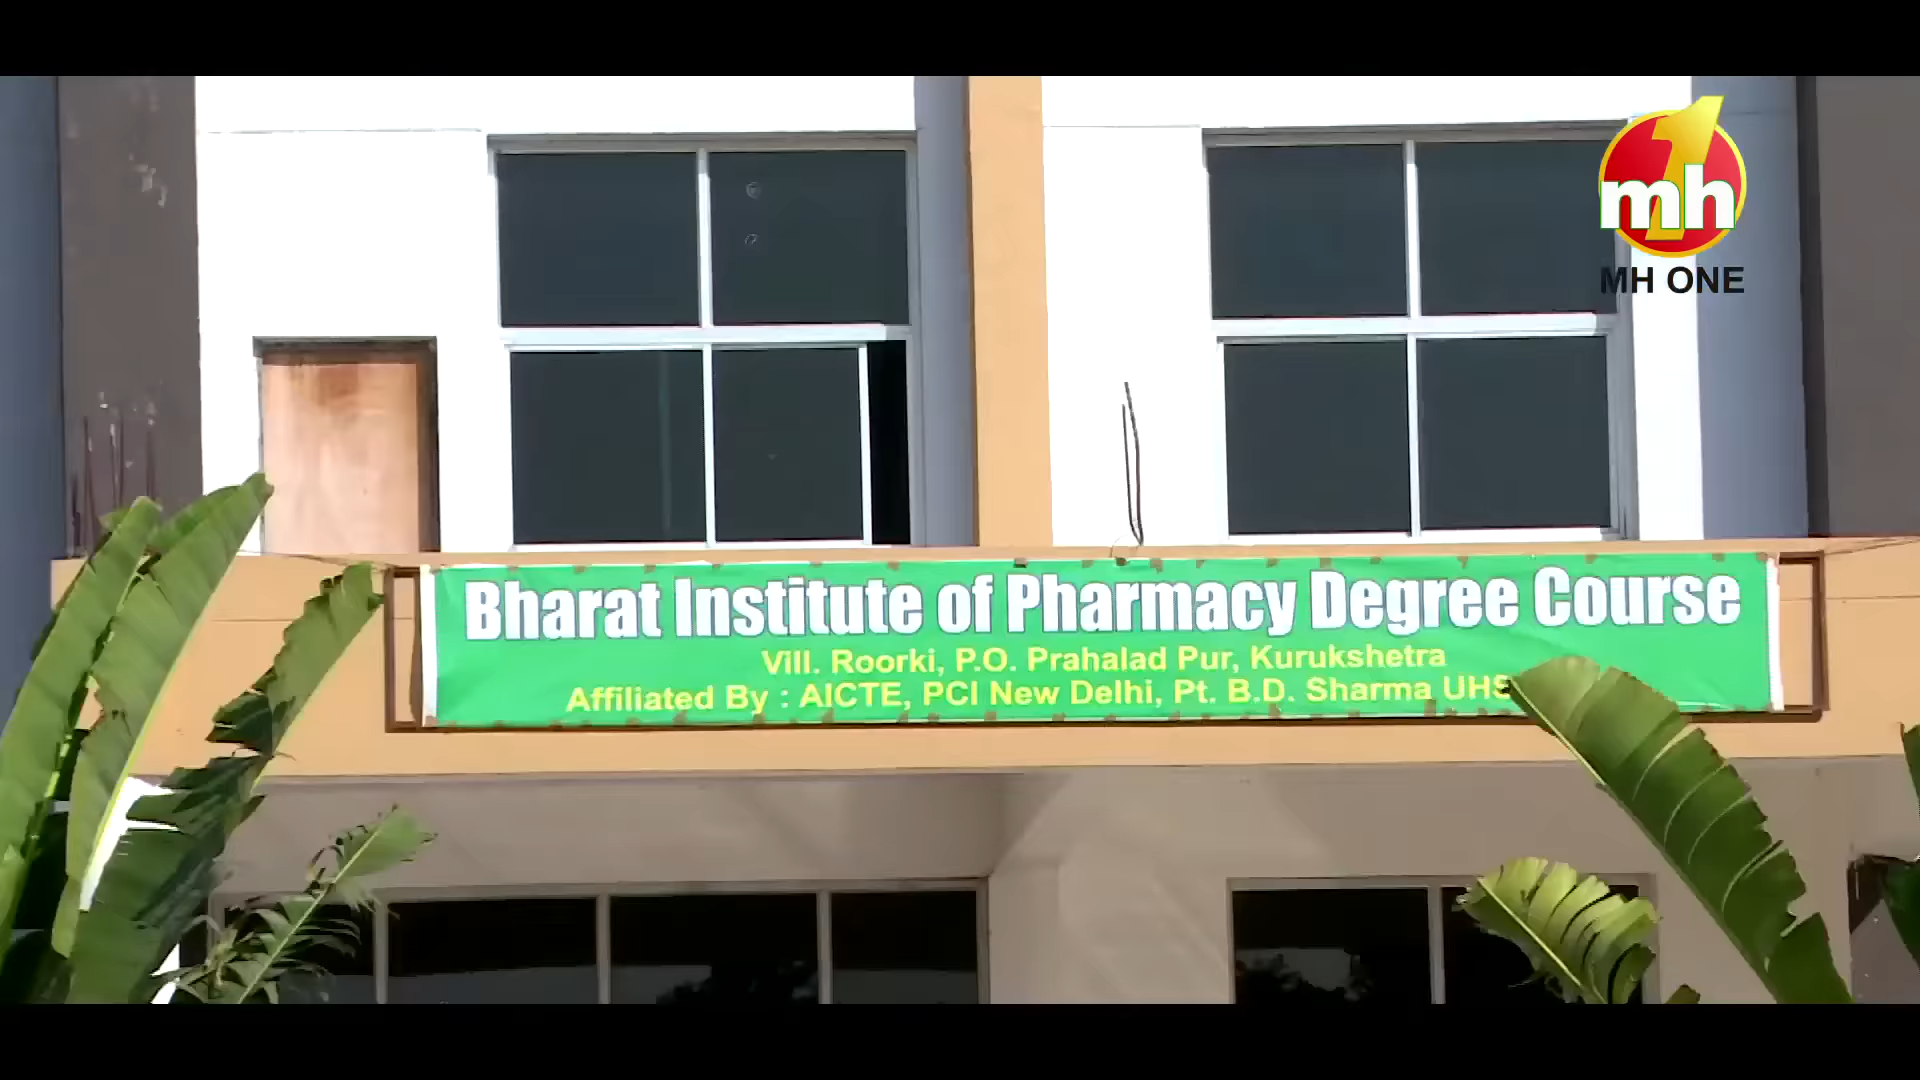 mh
1
MH ONE
Bharat Institute of Pharmacy Degree Course
Vill. Roorki, P.O. Prahalad Pur, Kurukshetra
Affiliated By : AICTE, PCI New Delhi, Pt. B.D. Sharma